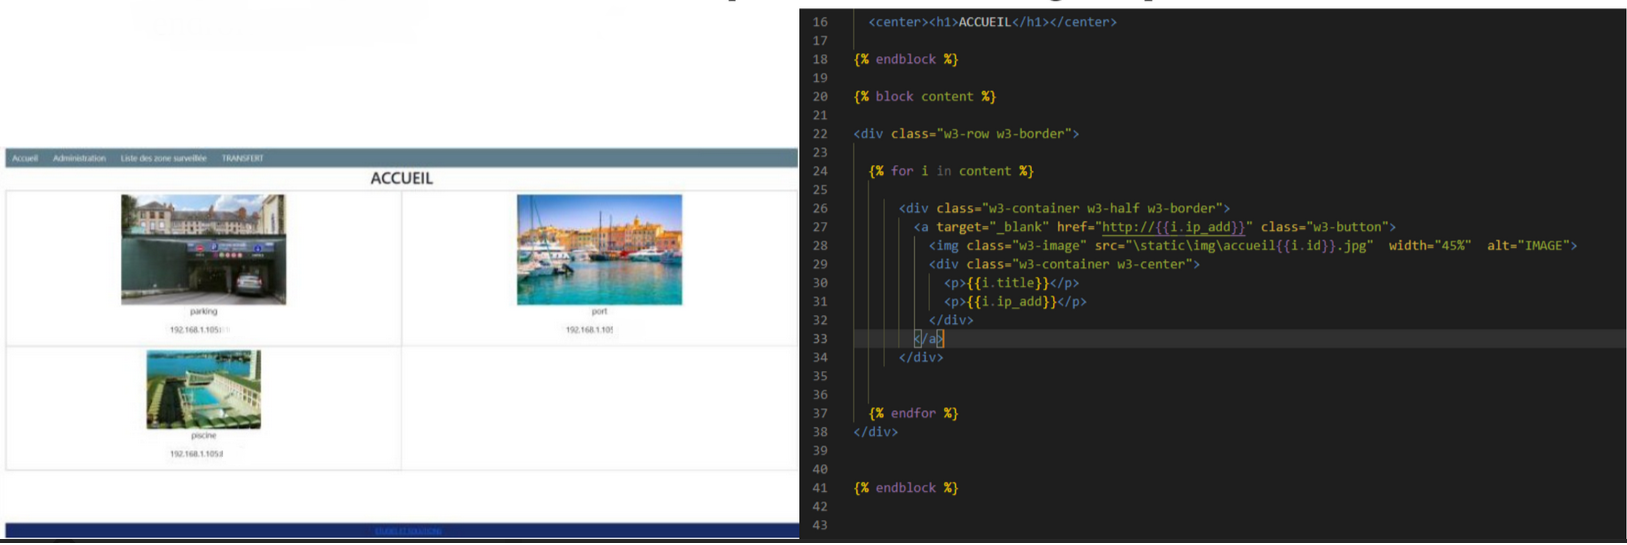 Accueil Administration Liste des zone surveillée TRANSFERT
ACCUEIL
parking
192.168.1.105:
port
192.168.1.105
piscine
192.168.1.105:
16 <center><h1>ACCUEIL</h1></center>
17
18 {% endblock %}
19
20 {% block content %}
21
22 <div class="w3-row w3-border">
23
24 {% for i in content %}
25
26 <div class="w3-container w3-half w3-border">
27 <a target="_blank" href="http://{{i.ip_add}}" class="w3-button">
28 <img class="w3-image" src="\static\img\accueil{{i.id}}.jpg" width="45%" alt="IMAGE">
29 <div class="w3-container w3-center">
30 <p>{{i.title}}</p>
31 <p>{{i.ip_add}}</p>
32 </div>
33 </a>
34 </div>
35
36
37 {% endfor %}
38 </div>
39
40
41 {% endblock %}
42
43